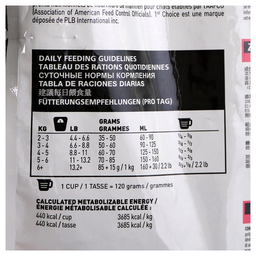 (Association of American Feed Control Officials). 1st Choice est une marque
déposée de PLB International inc.
DAILY FEEDING GUIDELINES
TABLEAU DES RATIONS QUOTIDIENNES
СУТОЧНЫЕ НОРМЫ КОРМЛЕНИЯ
TABLA DE RACIONES DIARIAS
建議每日餵食量
FÜTTERUNGSEMPFEHLUNGEN (PRO TAG)
GRAMS
KG LB GRAMMES ML
2 - 3 4.4 - 6.6 35 - 50 60 - 90
3 - 4 6.6 - 8.8 50 - 60 90 - 125
4 - 5 8.8 - 11 60 - 70 125 - 150
5 - 6 11 - 13.2 70 - 85 150 - 160
6+ 13.2+ 85 + 15 g / 1 kg 160 + 30 / 2.2 lb
1 CUP / 1 TASSE = 120 grams / grammes
CALCULATED METABOLIZABLE ENERGY /
ÉNERGIE MÉTABOLISABLE CALCULÉE :
440 kcal / cup 3685 kcal / kg
440 kcal / tasse 3685 kcal / kg